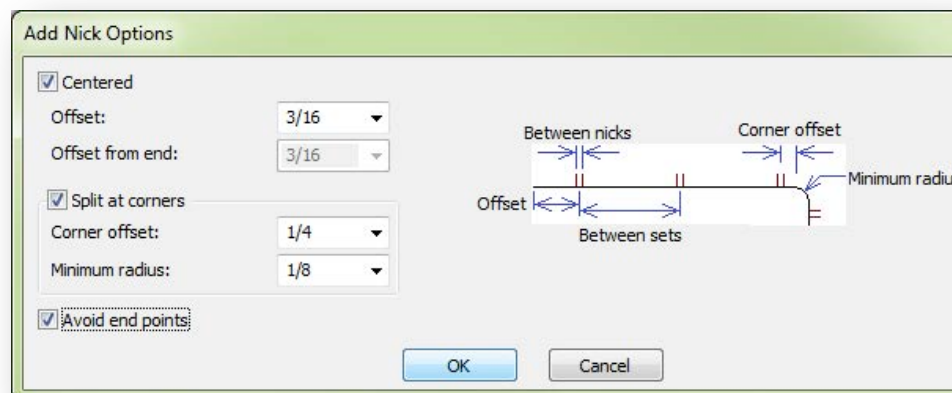 Add Nick Options
Centered
Offset: 3/16
Offset from end: 3/16
Split at corners
Corner offset: 1/4
Minimum radius: 1/8
Avoid end points
Between nicks Corner offset
Minimum radiu
Offset
Between sets
OK Cancel